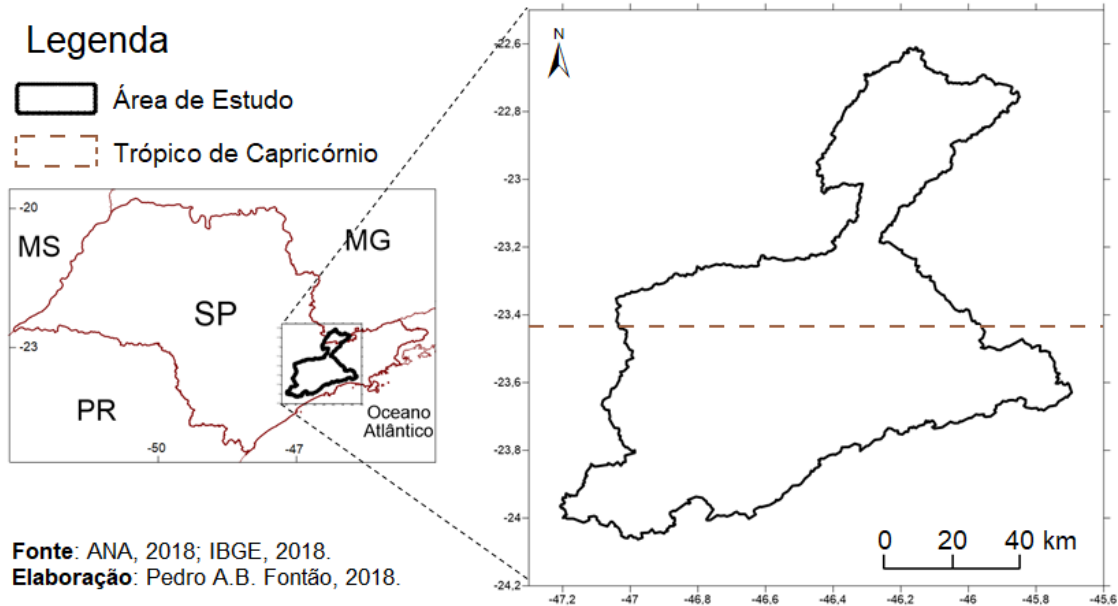 Legenda
Área de Estudo
Trópico de Capricórnio
-20
MS
MG
SP
-23
PR
Oceano
Atlântico
-50
-47
Fonte: ANA, 2018; IBGE, 2018.
Elaboração: Pedro A.B. Fontão, 2018.
N
-22,6
-22,8
-23
-23,2
-23,4
-23,6
-23,8
-24
-24,2
0 20 40 km
-47,2 -47 -46,8 -46,6 -46,4 -46,2 -46 -45,8 -45,6